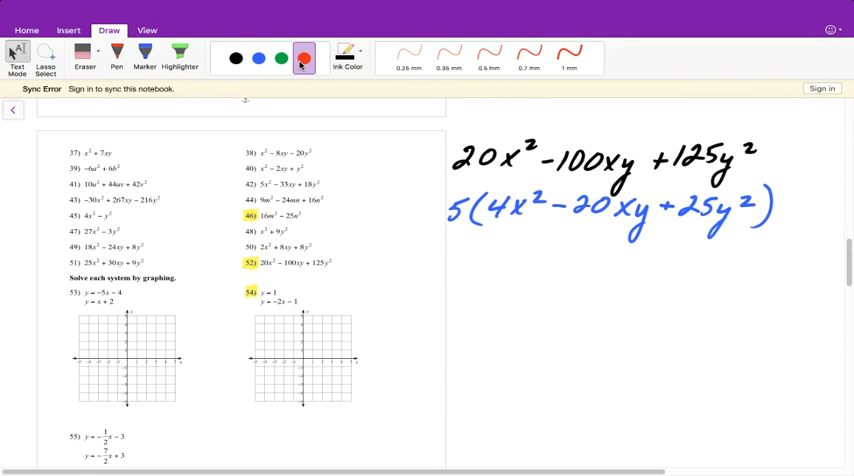 Home Insert Draw View
Text Mode Lasso Select Eraser Pen Marker Highlighter Ink Color 0.25 mm 0.35 mm 0.5 mm 0.7 mm 1 mm
Sync Error Sign in to sync this notebook. Sign in
-2-
37) x² + 7xy
38) x² − 8xy − 20y²
39) −6a² + 6b²
40) x² − 2xy + y²
41) 10u² + 44uv + 42v²
42) 5x² − 33xy + 18y²
43) −30x² + 267xy − 216y²
44) 9m² − 24mn + 16n²
45) 4x² − y²
46) 16m² − 25n²
47) 27x² − 3y²
48) x² + 9y²
49) 18x² − 24xy + 8y²
50) 2x² + 8xy + 8y²
51) 25x² + 30xy + 9y²
52) 20x² − 100xy + 125y²
Solve each system by graphing.
53) y = −5x − 4
y = x + 2
54) y = 1
y = −2x − 1
55) y = −1/2x − 3
y = −7/2x + 3
20x² − 100xy + 125y²
5(4x² − 20xy + 25y²)